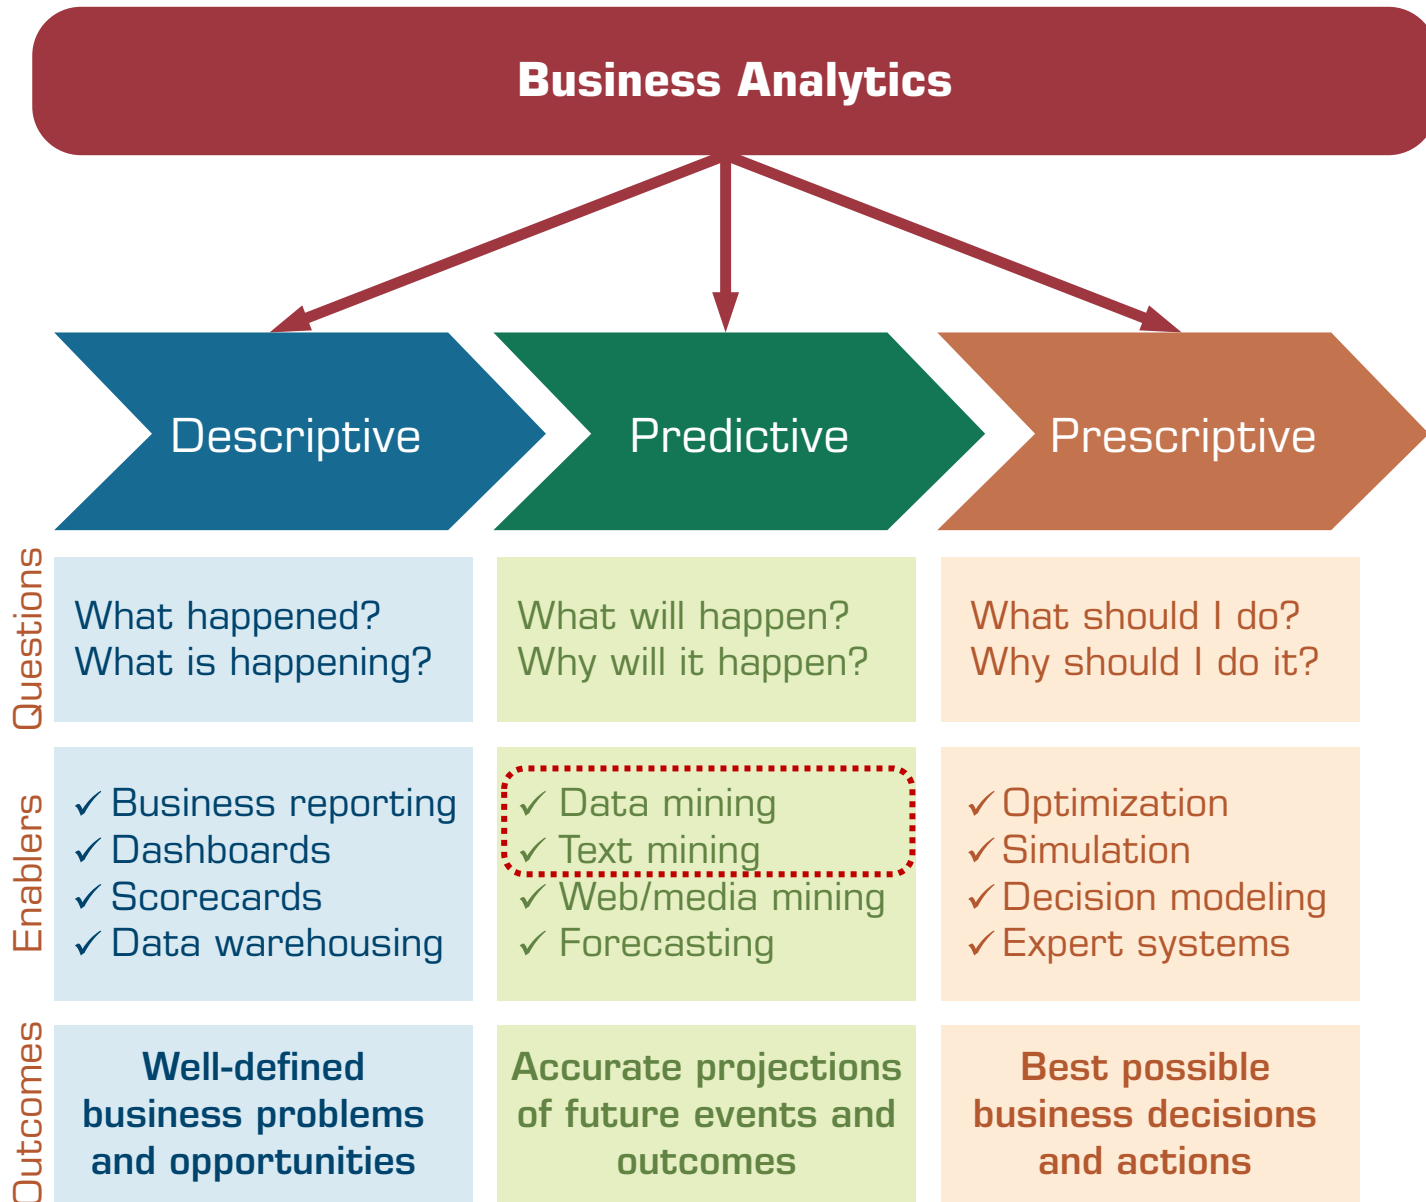 Business Analytics
Descriptive
Predictive
Prescriptive
Questions
What happened?
What is happening?
What will happen?
Why will it happen?
What should I do?
Why should I do it?
Enablers
✓ Business reporting
✓ Dashboards
✓ Scorecards
✓ Data warehousing
✓ Data mining
✓ Text mining
✓ Web/media mining
✓ Forecasting
✓ Optimization
✓ Simulation
✓ Decision modeling
✓ Expert systems
Outcomes
Well-defined
business problems
and opportunities
Accurate projections
of future events and
outcomes
Best possible
business decisions
and actions